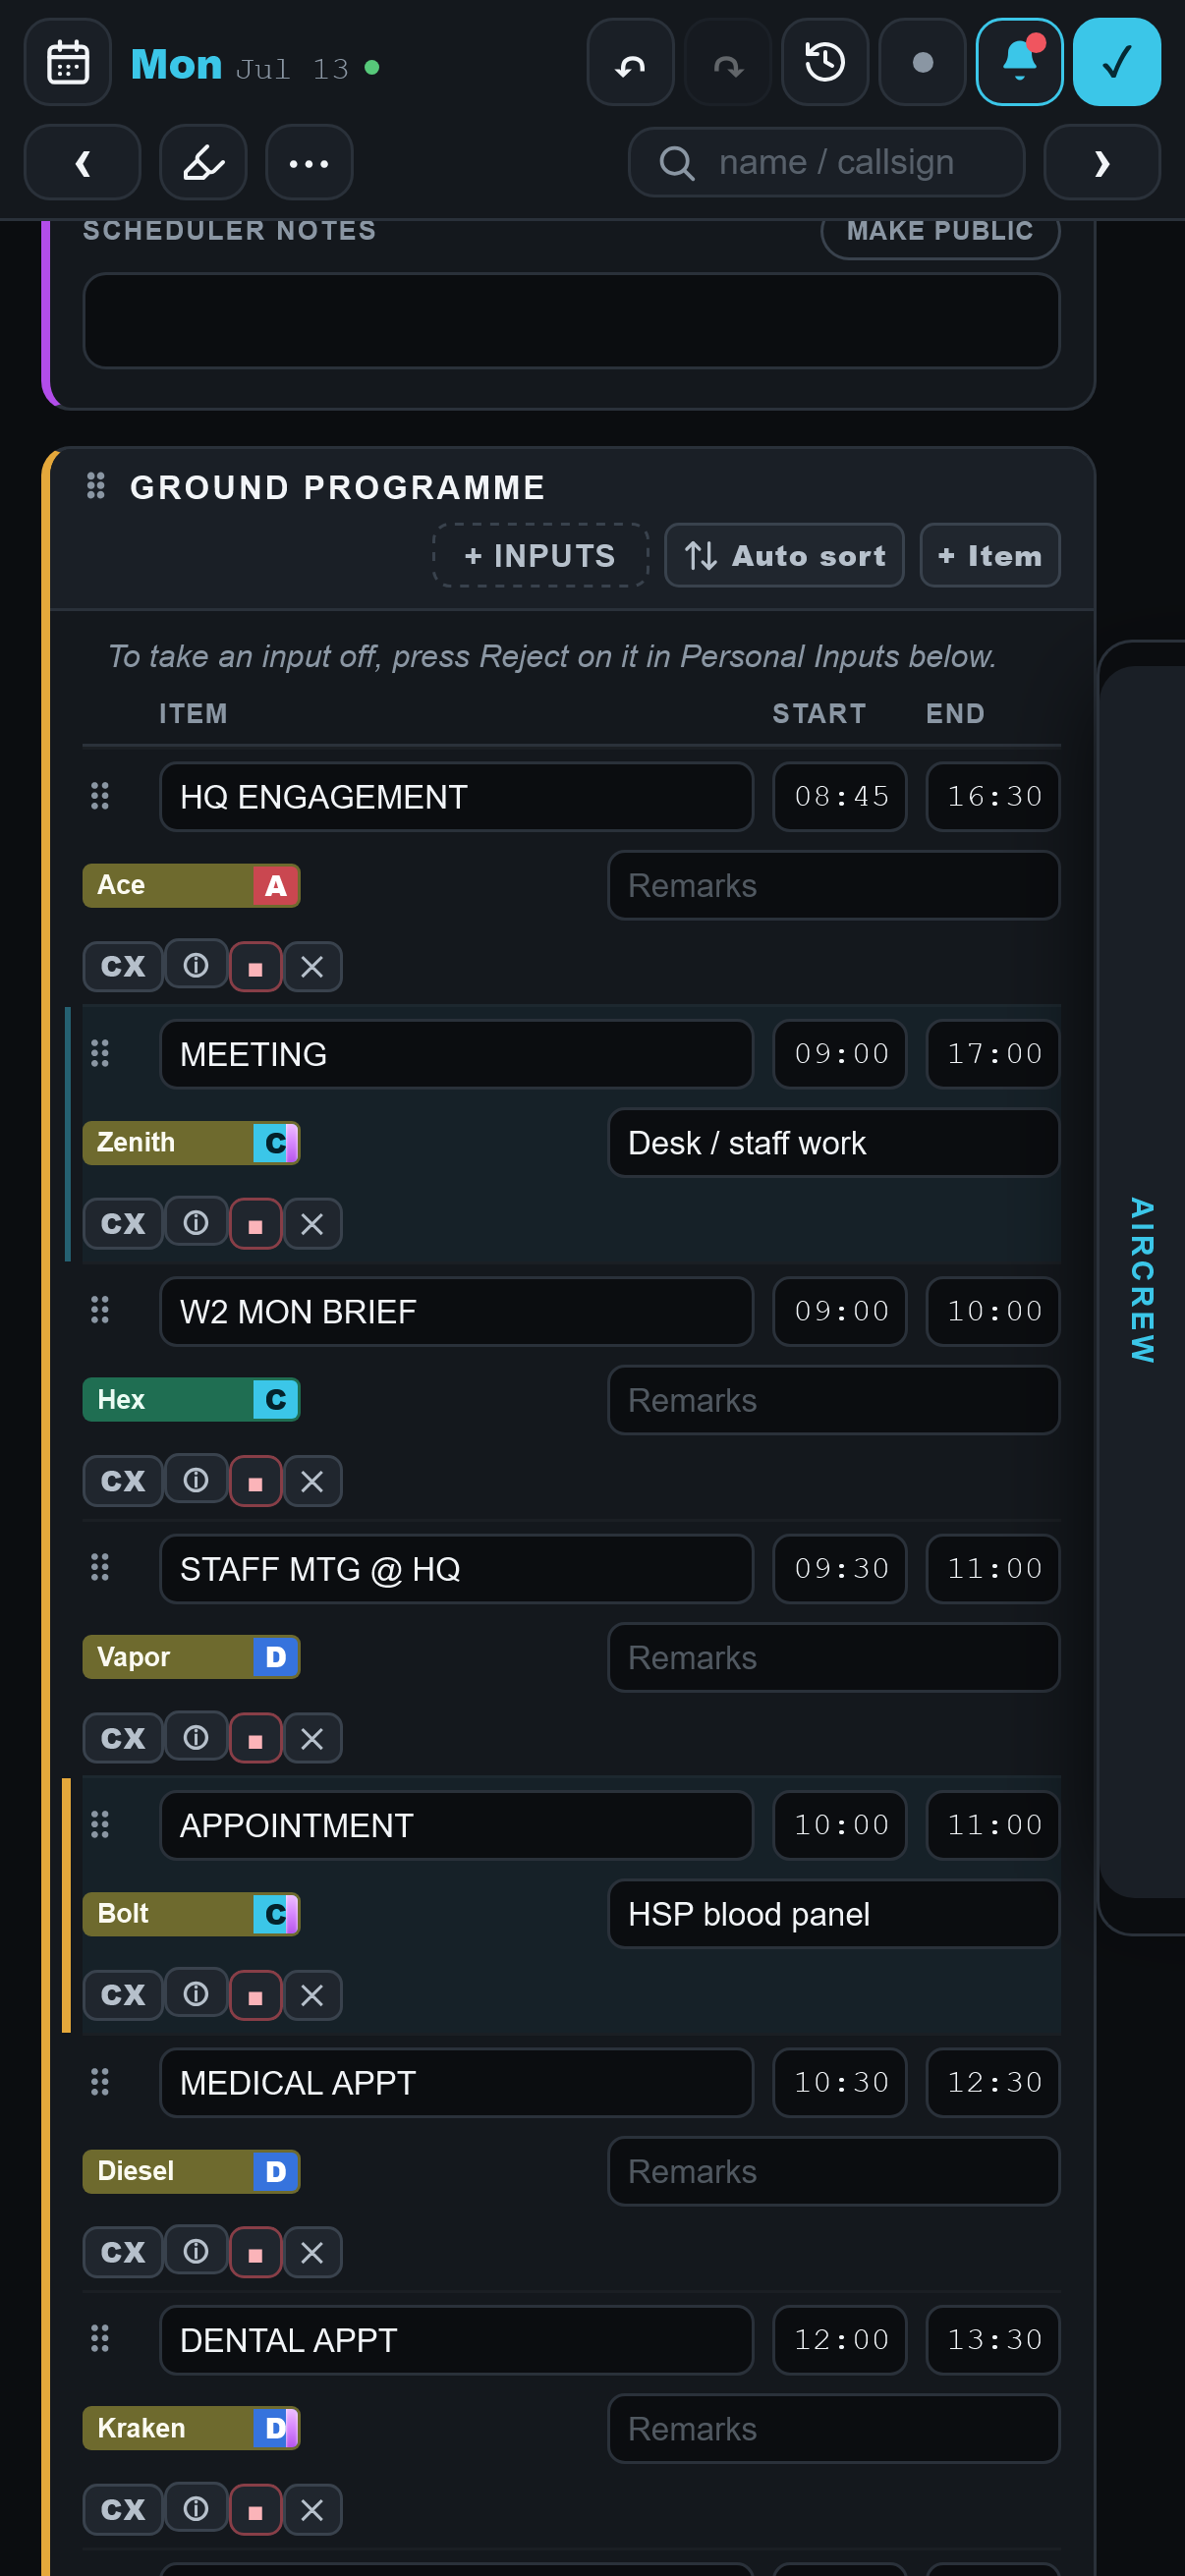 Mon Jul 13
name / callsign
SCHEDULER NOTES MAKE PUBLIC
GROUND PROGRAMME
+ INPUTS Auto sort + Item
To take an input off, press Reject on it in Personal Inputs below.
ITEM START END
HQ ENGAGEMENT 08:45 16:30
Ace A Remarks
CX
MEETING 09:00 17:00
Zenith C Desk / staff work
CX
W2 MON BRIEF 09:00 10:00
Hex C Remarks
CX
STAFF MTG @ HQ 09:30 11:00
Vapor D Remarks
CX
APPOINTMENT 10:00 11:00
Bolt C HSP blood panel
CX
MEDICAL APPT 10:30 12:30
Diesel D Remarks
CX
DENTAL APPT 12:00 13:30
Kraken D Remarks
CX
AIRCREW